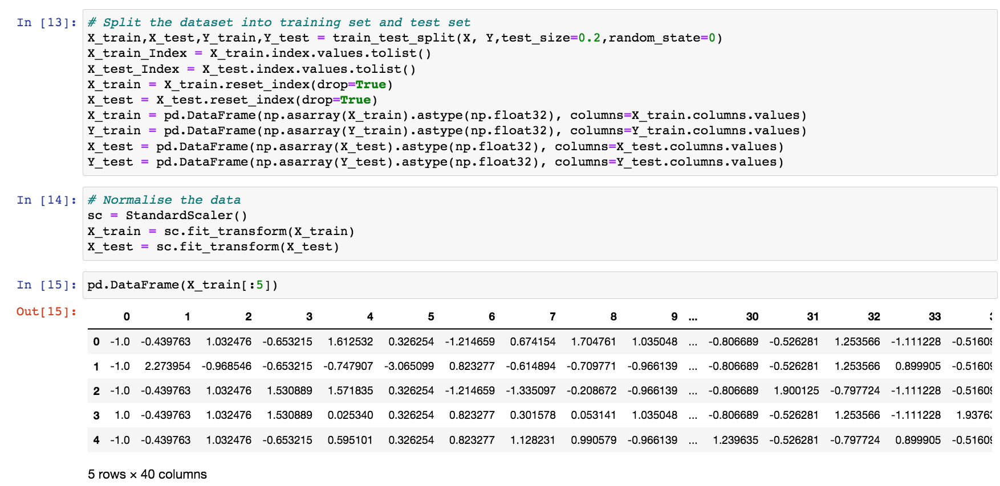 In [13]: # Split the dataset into training set and test set
X_train,X_test,Y_train,Y_test = train_test_split(X, Y,test_size=0.2,random_state=0)
X_train_Index = X_train.index.values.tolist()
X_test_Index = X_test.index.values.tolist()
X_train = X_train.reset_index(drop=True)
X_test = X_test.reset_index(drop=True)
X_train = pd.DataFrame(np.asarray(X_train).astype(np.float32), columns=X_train.columns.values)
Y_train = pd.DataFrame(np.asarray(Y_train).astype(np.float32), columns=Y_train.columns.values)
X_test = pd.DataFrame(np.asarray(X_test).astype(np.float32), columns=X_test.columns.values)
Y_test = pd.DataFrame(np.asarray(Y_test).astype(np.float32), columns=Y_test.columns.values)
In [14]: # Normalise the data
sc = StandardScaler()
X_train = sc.fit_transform(X_train)
X_test = sc.fit_transform(X_test)
In [15]: pd.DataFrame(X_train[:5])
Out[15]:
0 1 2 3 4 5 6 7 8 9 ... 30 31 32 33
0 -1.0 -0.439763 1.032476 -0.653215 1.612532 0.326254 -1.214659 0.674154 1.704761 1.035048 ... -0.806689 -0.526281 1.253566 -1.111228 -0.5160
1 -1.0 2.273954 -0.968546 -0.653215 -0.747907 -3.065099 0.823277 -0.614894 -0.709771 -0.966139 ... -0.806689 -0.526281 1.253566 0.899905 -0.5160
2 -1.0 -0.439763 1.032476 1.530889 1.571835 0.326254 -1.214659 -1.335097 -0.208672 -0.966139 ... -0.806689 1.900125 -0.797724 -1.111228 -0.5160
3 1.0 -0.439763 1.032476 1.530889 0.025340 0.326254 0.823277 0.301578 0.053141 1.035048 ... -0.806689 -0.526281 1.253566 -1.111228 1.9376
4 -1.0 -0.439763 1.032476 -0.653215 0.595101 0.326254 0.823277 1.128231 0.990579 -0.966139 ... 1.239635 -0.526281 -0.797724 0.899905 -0.5160
5 rows × 40 columns